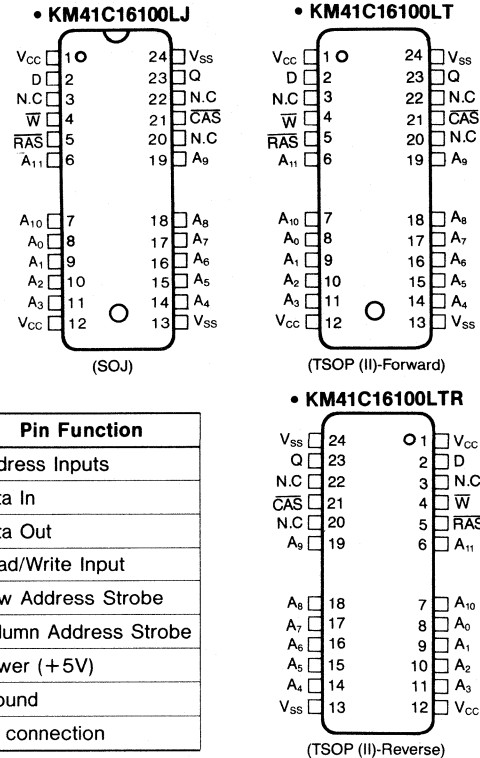 • KM41C16100LJ
VCC 1 24 VSS
D 2 23 Q
N.C 3 22 N.C
W̅ 4 21 C̅A̅S̅
R̅A̅S̅ 5 20 N.C
A11 6 19 A9
A10 7 18 A8
A0 8 17 A7
A1 9 16 A6
A2 10 15 A5
A3 11 14 A4
VCC 12 13 VSS
(SOJ)
• KM41C16100LT
VCC 1 24 VSS
D 2 23 Q
N.C 3 22 N.C
W̅ 4 21 C̅A̅S̅
R̅A̅S̅ 5 20 N.C
A11 6 19 A9
A10 7 18 A8
A0 8 17 A7
A1 9 16 A6
A2 10 15 A5
A3 11 14 A4
VCC 12 13 VSS
(TSOP (II)-Forward)
Pin Function
dress Inputs
ta In
ta Out
ad/Write Input
w Address Strobe
lumn Address Strobe
wer (+5V)
ound
connection
• KM41C16100LTR
VSS 24 1 VCC
Q 23 2 D
N.C 22 3 N.C
C̅A̅S̅ 21 4 W̅
N.C 20 5 R̅A̅S̅
A9 19 6 A11
A8 18 7 A10
A7 17 8 A0
A6 16 9 A1
A5 15 10 A2
A4 14 11 A3
VSS 13 12 VCC
(TSOP (II)-Reverse)